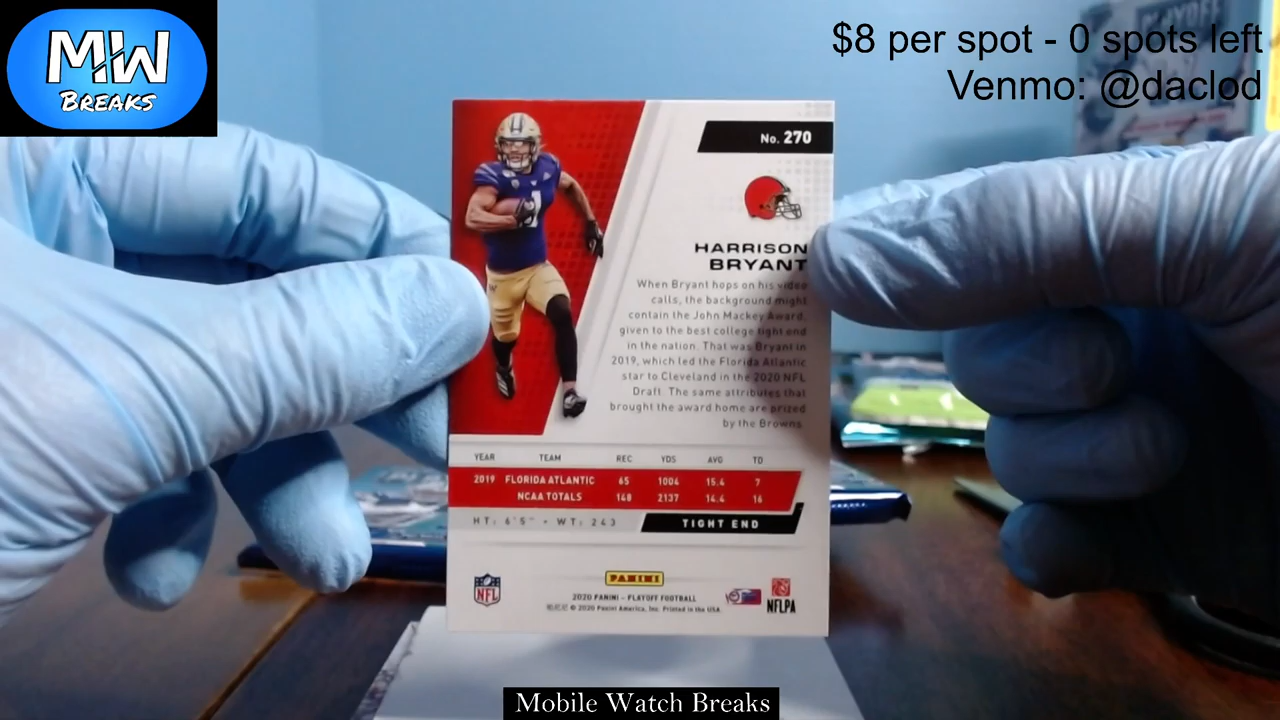 MW
BREAKS
$8 per spot - 0 spots left
Venmo: @daclod
PLAYOFF
No. 270
HARRISON
BRYANT
When Bryant hops on his video
calls, the background might
contain the John Mackey Award,
given to the best college tight end
in the nation. That was Bryant in
2019, which led the Florida Atlantic
star to Cleveland in the 2020 NFL
Draft. The same attributes that
brought the award home are prized
by the Browns.
YEAR TEAM REC YDS AVG TD
2019 FLORIDA ATLANTIC 65 1004 15.4 7
NCAA TOTALS 148 2137 14.4 16
HT: 6'5" - WT: 243
TIGHT END
PANINI
NFL
2020 PANINI - PLAYOFF FOOTBALL
© 2020 Panini America, Inc. Printed in the USA.
NFLPA
Mobile Watch Breaks